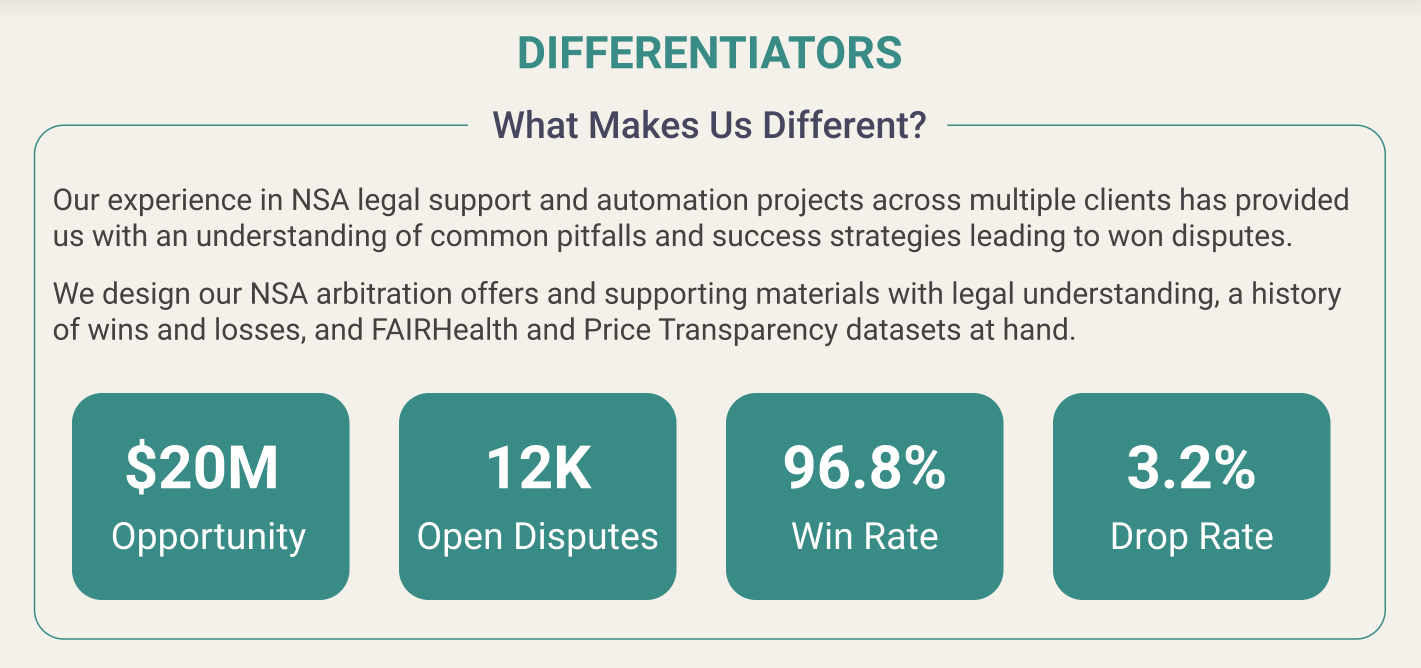 DIFFERENTIATORS
What Makes Us Different?
Our experience in NSA legal support and automation projects across multiple clients has provided
us with an understanding of common pitfalls and success strategies leading to won disputes.
We design our NSA arbitration offers and supporting materials with legal understanding, a history
of wins and losses, and FAIRHealth and Price Transparency datasets at hand.
$20M
Opportunity
12K
Open Disputes
96.8%
Win Rate
3.2%
Drop Rate